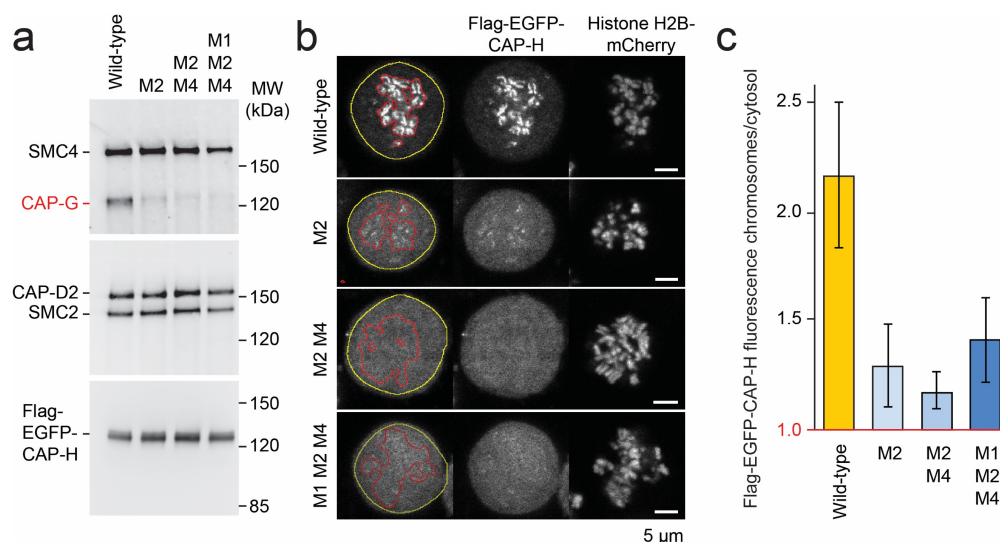 a
Wild-type
M2
M2
M4
M1
M2
M4
MW
(kDa)
SMC4
CAP-G
150
120
CAP-D2
SMC2
150
120
Flag-
EGFP-
CAP-H
150
120
85
b
Flag-EGFP-
CAP-H
Histone H2B-
mCherry
Wild-type
M2
M2 M4
M1 M2 M4
5 µm
c
Flag-EGFP-CAP-H fluorescence chromosomes/cytosol
2.5
2.0
1.5
1.0
Wild-type
M2
M2
M4
M1
M2
M4